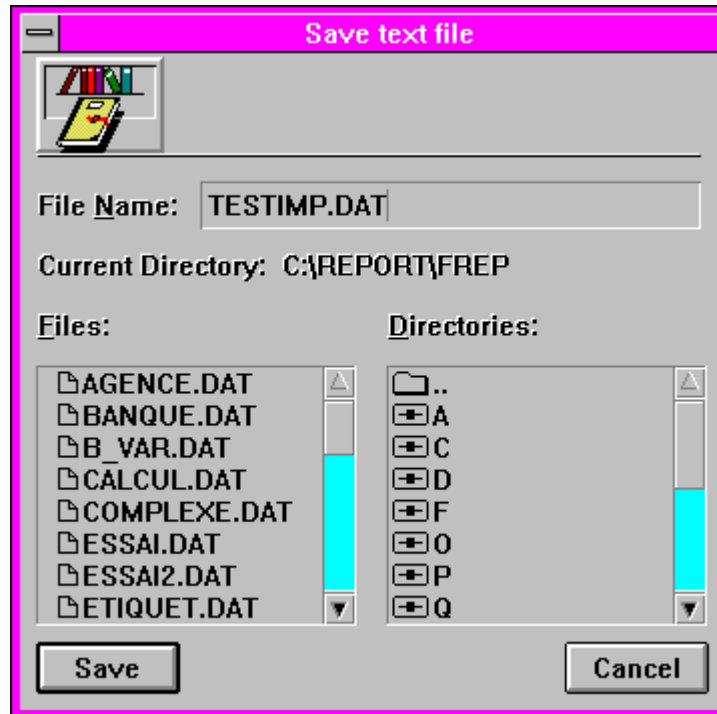 Save text file
File Name: TESTIMP.DAT
Current Directory: C:\REPORT\FREP
Files:
AGENCE.DAT
BANQUE.DAT
B_VAR.DAT
CALCUL.DAT
COMPLEXE.DAT
ESSAI.DAT
ESSAI2.DAT
ETIQUET.DAT
Directories:
..
A
C
D
F
O
P
Q
Save
Cancel